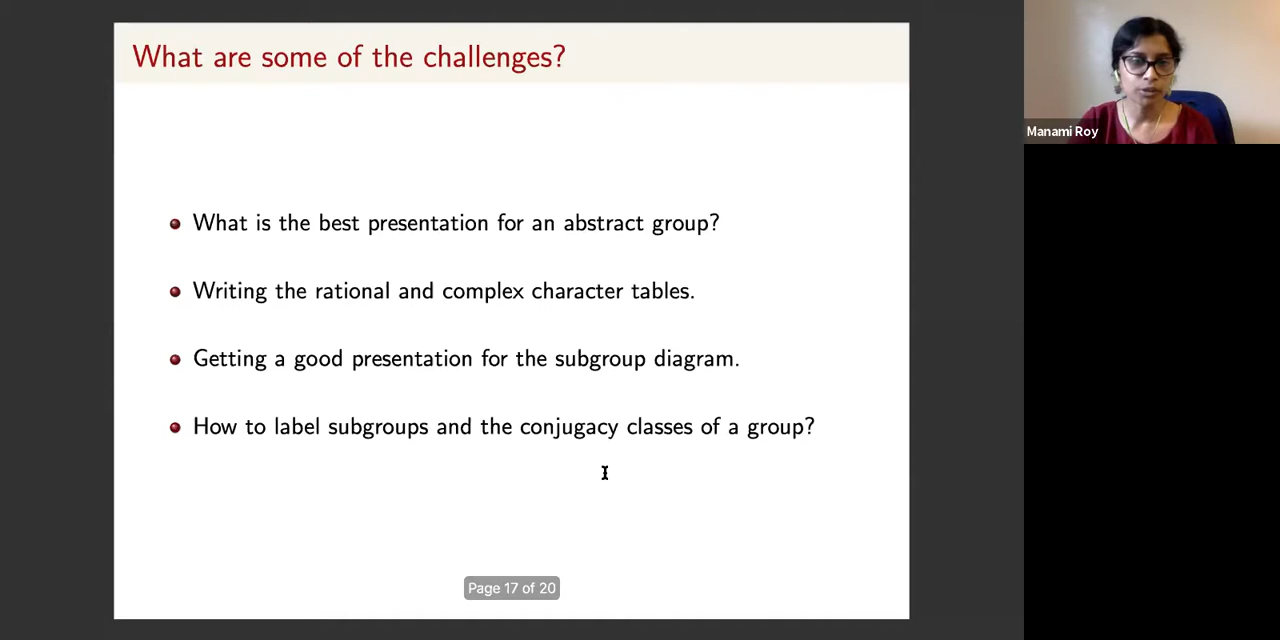 What are some of the challenges?
What is the best presentation for an abstract group?
Writing the rational and complex character tables.
Getting a good presentation for the subgroup diagram.
How to label subgroups and the conjugacy classes of a group?
Page 17 of 20
Manami Roy